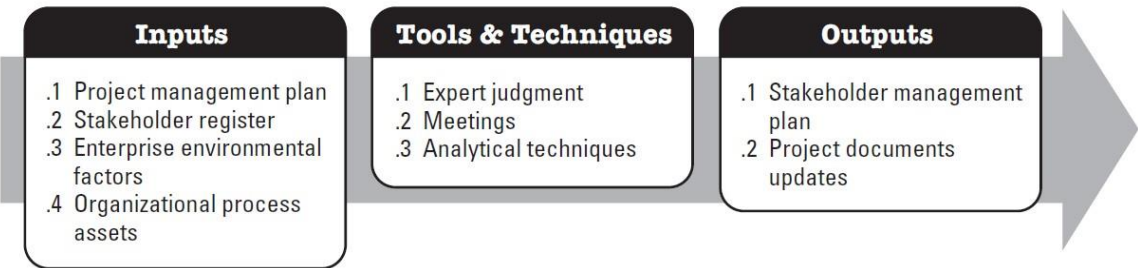 Inputs
.1 Project management plan
.2 Stakeholder register
.3 Enterprise environmental
factors
.4 Organizational process
assets
Tools & Techniques
.1 Expert judgment
.2 Meetings
.3 Analytical techniques
Outputs
.1 Stakeholder management
plan
.2 Project documents
updates